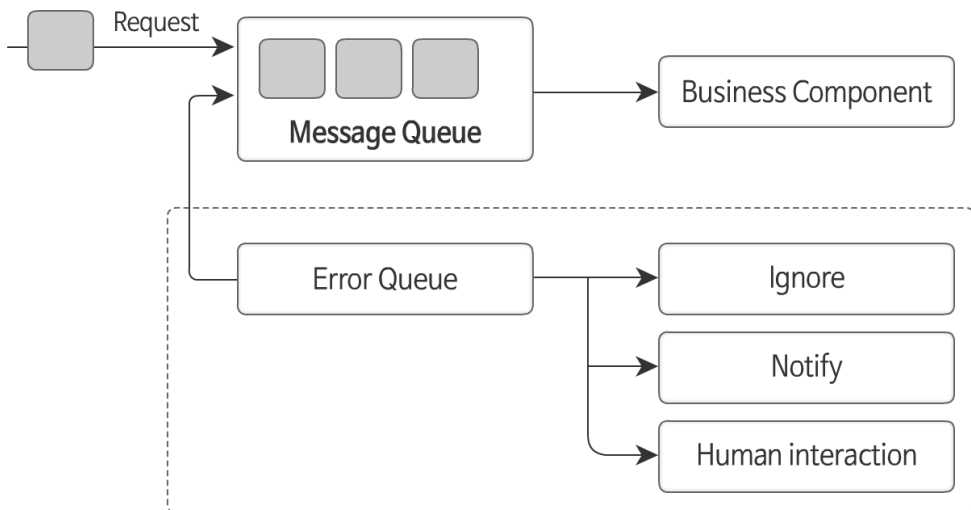 Request
Message Queue
Business Component
Error Queue
Ignore
Notify
Human interaction